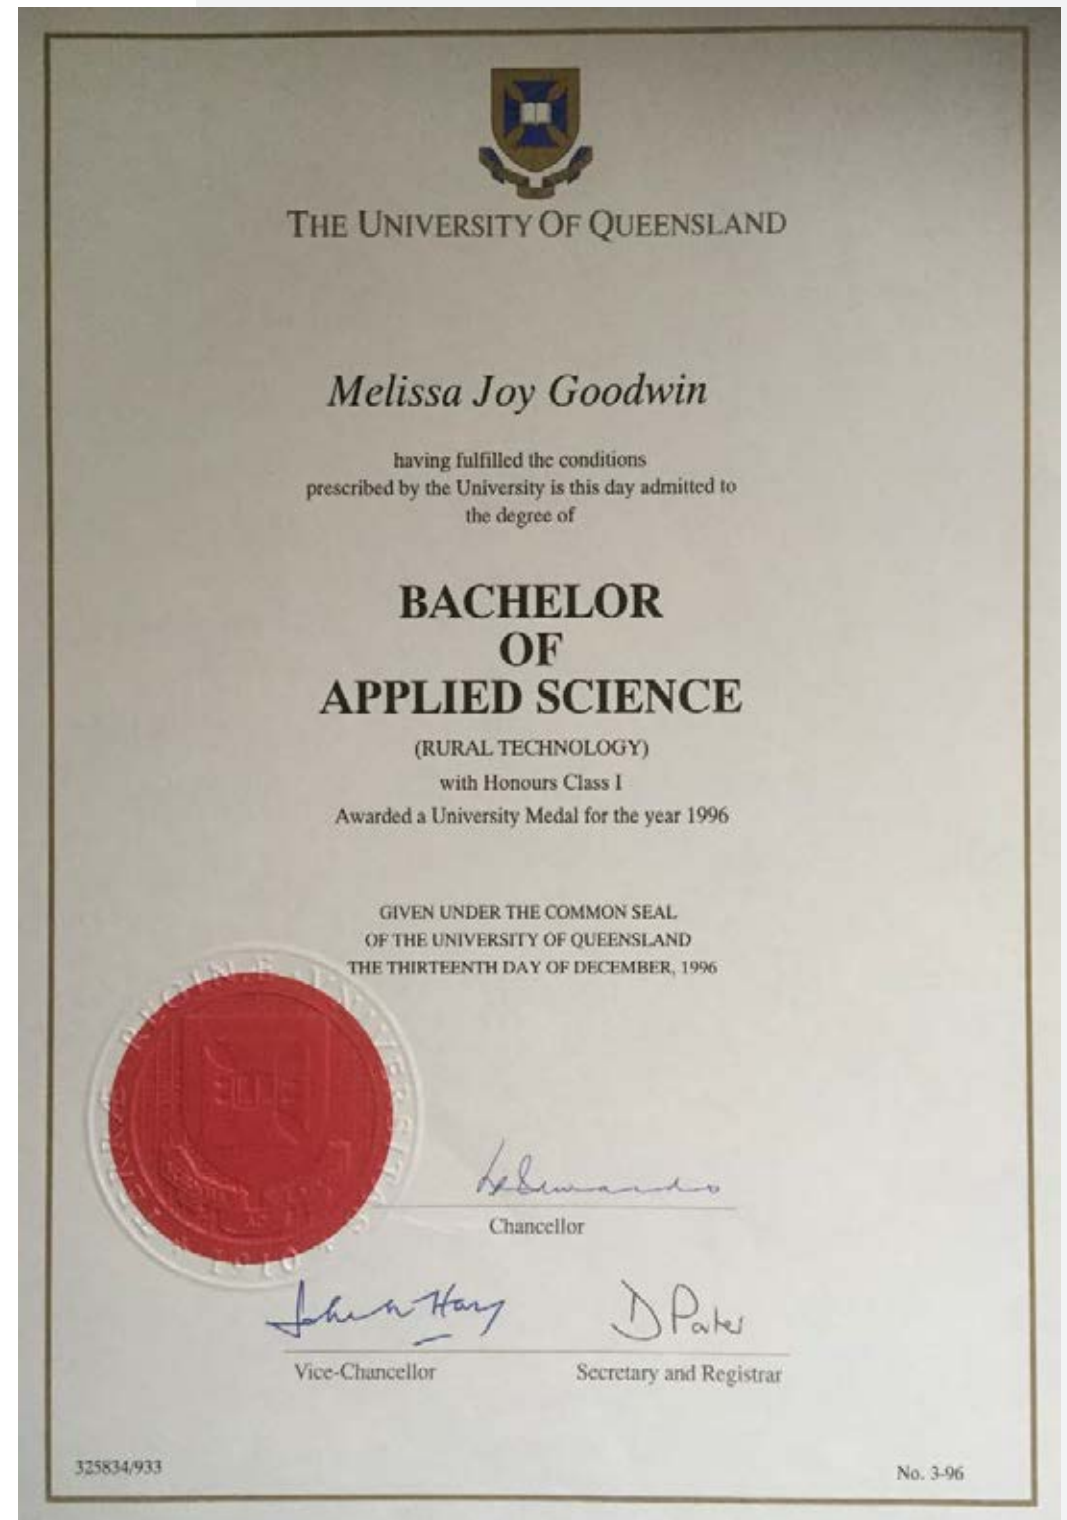 THE UNIVERSITY OF QUEENSLAND
Melissa Joy Goodwin
having fulfilled the conditions
prescribed by the University is this day admitted to
the degree of
BACHELOR
OF
APPLIED SCIENCE
(RURAL TECHNOLOGY)
with Honours Class I
Awarded a University Medal for the year 1996
GIVEN UNDER THE COMMON SEAL
OF THE UNIVERSITY OF QUEENSLAND
THE THIRTEENTH DAY OF DECEMBER, 1996
1910
Chancellor
Vice-Chancellor
Secretary and Registrar
325834/933
No. 3-96